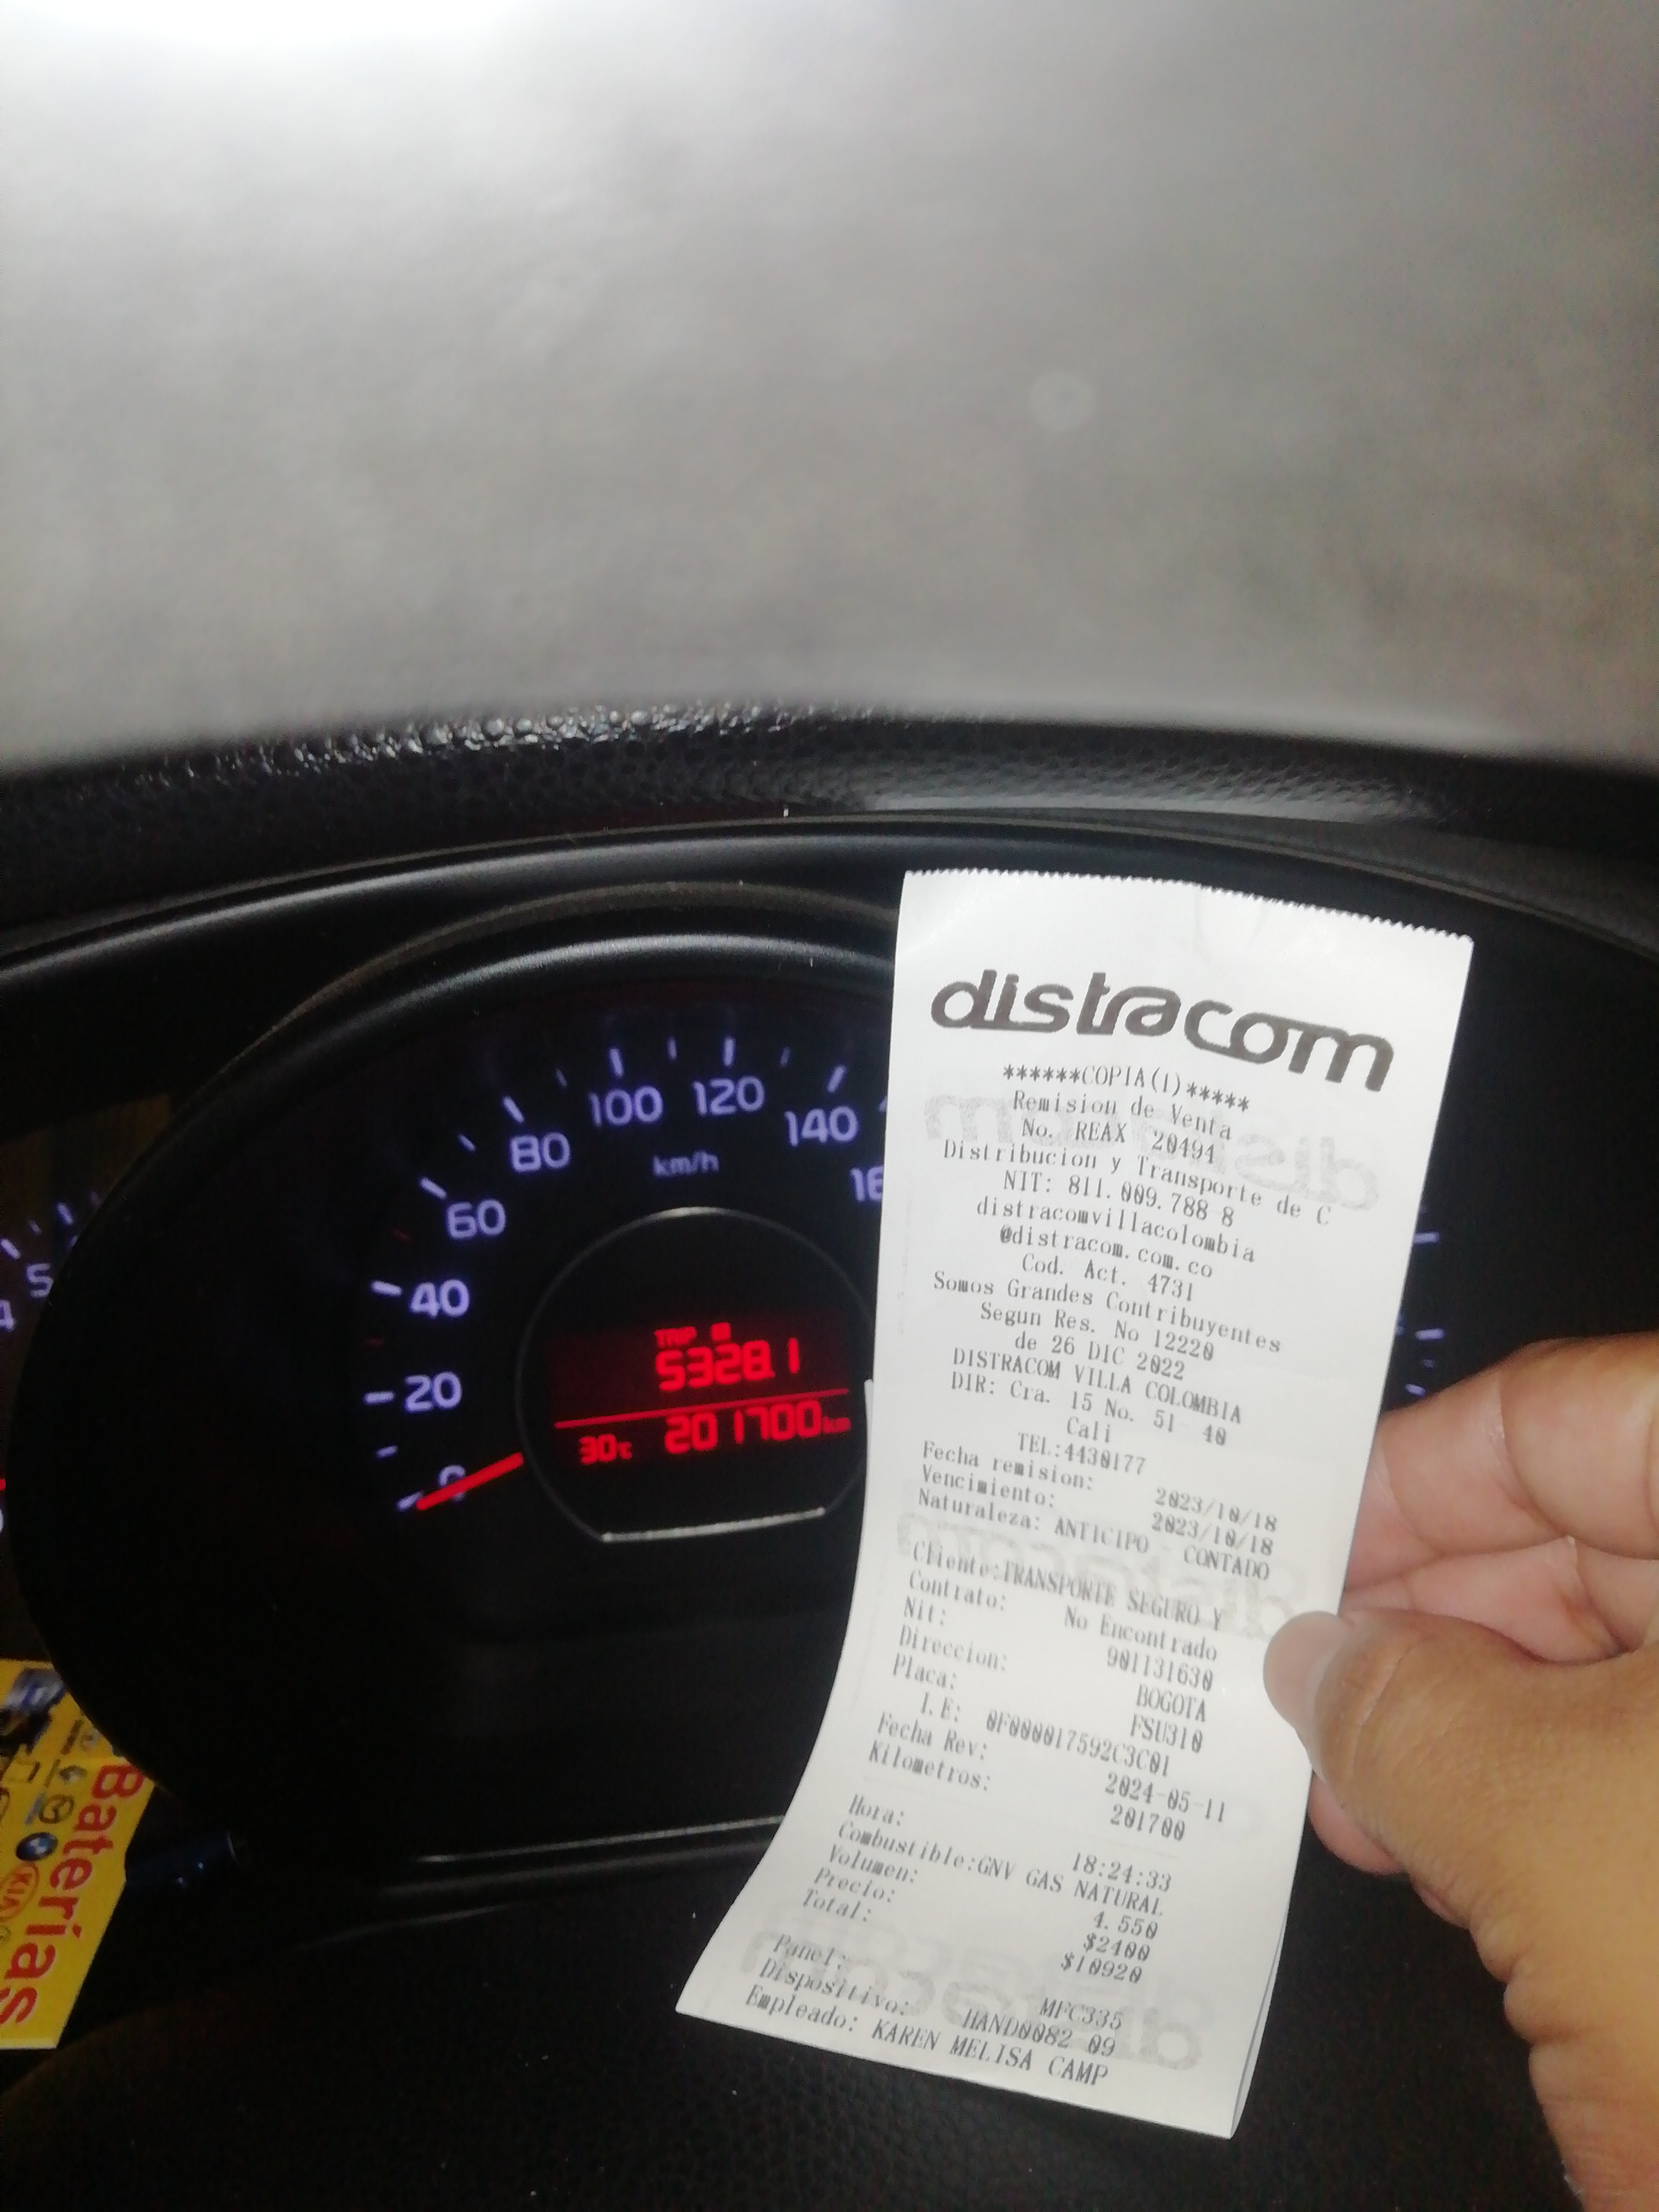 distracom
******COPIA(1)*****
Remision de Venta
No. REAX 20494
Distribucion y Transporte de C
NIT: 811.009.788 8
distracomvillacolombia
@distracom.com.co
Cod. Act. 4731
Somos Grandes Contribuyentes
Segun Res. No 12220
de 26 DIC 2022
DISTRACOM VILLA COLOMBIA
DIR: Cra. 15 No. 51 40
Cali
TEL:4430177
Fecha remision: 2023/10/18
Vencimiento: 2023/10/18
Naturaleza: ANTICIPO CONTADO
Cliente:TRANSPORTE SEGURO Y
Contrato: No Encontrado
Nit: 901131630
Direccion: BOGOTA
Placa: FSU310
I.E: 0F000017592C3C01
Fecha Rev: 2024-05-11
Kilometros: 201700
Hora: 18:24:33
Combustible:GNV GAS NATURAL
Volumen: 4.550
Precio: $2400
Total: $10920
Panel: MFC335
Dispositivo: HAND0082 09
Empleado: KAREN MELISA CAMP
100 120
80 140
km/h
60
40
20
0
TRIP
5328.1
30°C 201700km
5
4
Baterias
KIA